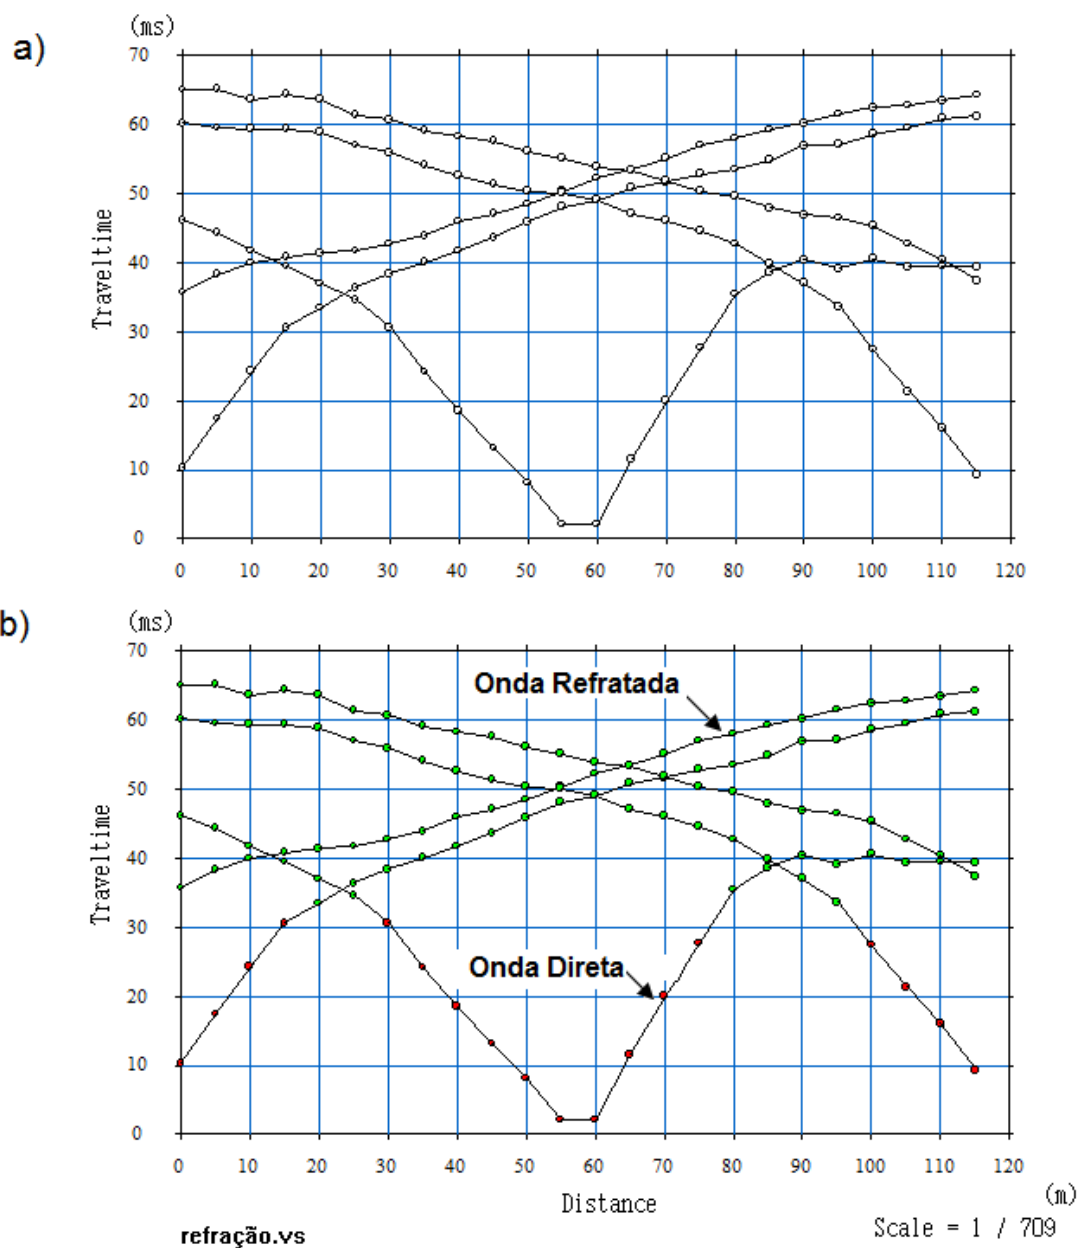 a)
(ms)
70
60
50
40
30
20
10
0
Traveltime
0 10 20 30 40 50 60 70 80 90 100 110 120
b)
(ms)
70
60
50
40
30
20
10
0
Traveltime
Onda Refratada
Onda Direta
0 10 20 30 40 50 60 70 80 90 100 110 120
Distance
(m)
refração.vs
Scale = 1 / 709